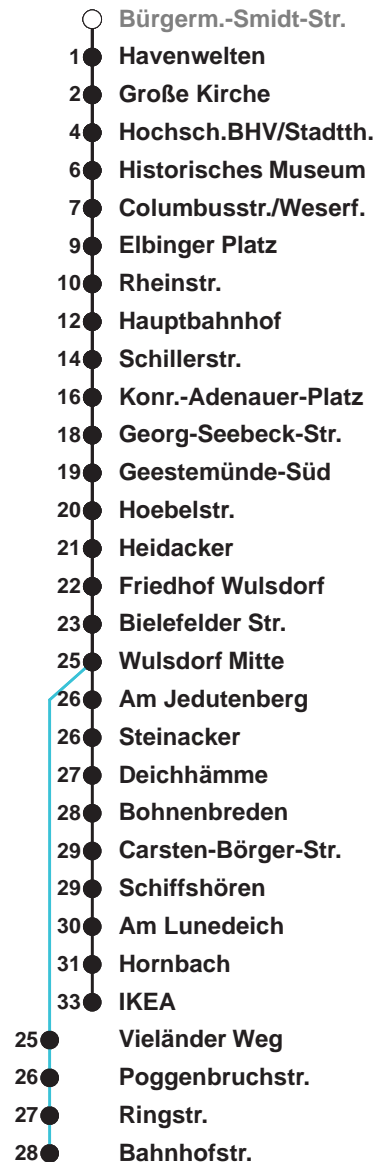 Bürgerm.-Smidt-Str.
1 Havenwelten
2 Große Kirche
4 Hochsch.BHV/Stadtth.
6 Historisches Museum
7 Columbusstr./Weserf.
9 Elbinger Platz
10 Rheinstr.
12 Hauptbahnhof
14 Schillerstr.
16 Konr.-Adenauer-Platz
18 Georg-Seebeck-Str.
19 Geestemünde-Süd
20 Hoebelstr.
21 Heidacker
22 Friedhof Wulsdorf
23 Bielefelder Str.
25 Wulsdorf Mitte
26 Am Jedutenberg
26 Steinacker
27 Deichhämme
28 Bohnenbreden
29 Carsten-Börger-Str.
29 Schiffshören
30 Am Lunedeich
31 Hornbach
33 IKEA
25 Vieländer Weg
26 Poggenbruchstr.
27 Ringstr.
28 Bahnhofstr.